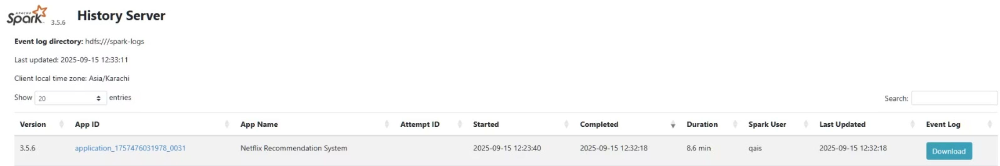 APACHE
Spark 3.5.6 History Server
Event log directory: hdfs:///spark-logs
Last updated: 2025-09-15 12:33:11
Client local time zone: Asia/Karachi
Show 20 entries Search:
Version App ID App Name Attempt ID Started Completed Duration Spark User Last Updated Event Log
3.5.6 application_1757476031978_0031 Netflix Recommendation System 2025-09-15 12:23:40 2025-09-15 12:32:18 8.6 min qais 2025-09-15 12:32:18 Download